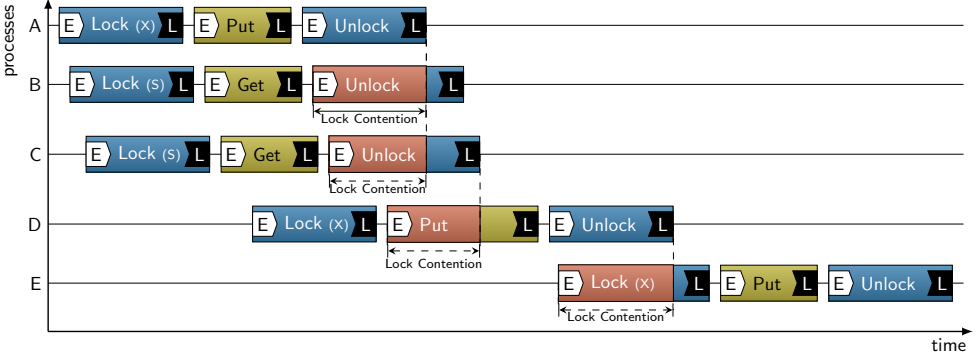 processes
A E Lock (X) L E Put L E Unlock L
B E Lock (S) L E Get L E Unlock L
Lock Contention
C E Lock (S) L E Get L E Unlock L
Lock Contention
D E Lock (X) L E Put L E Unlock L
Lock Contention
E E Lock (X) L E Put L E Unlock L
Lock Contention
time